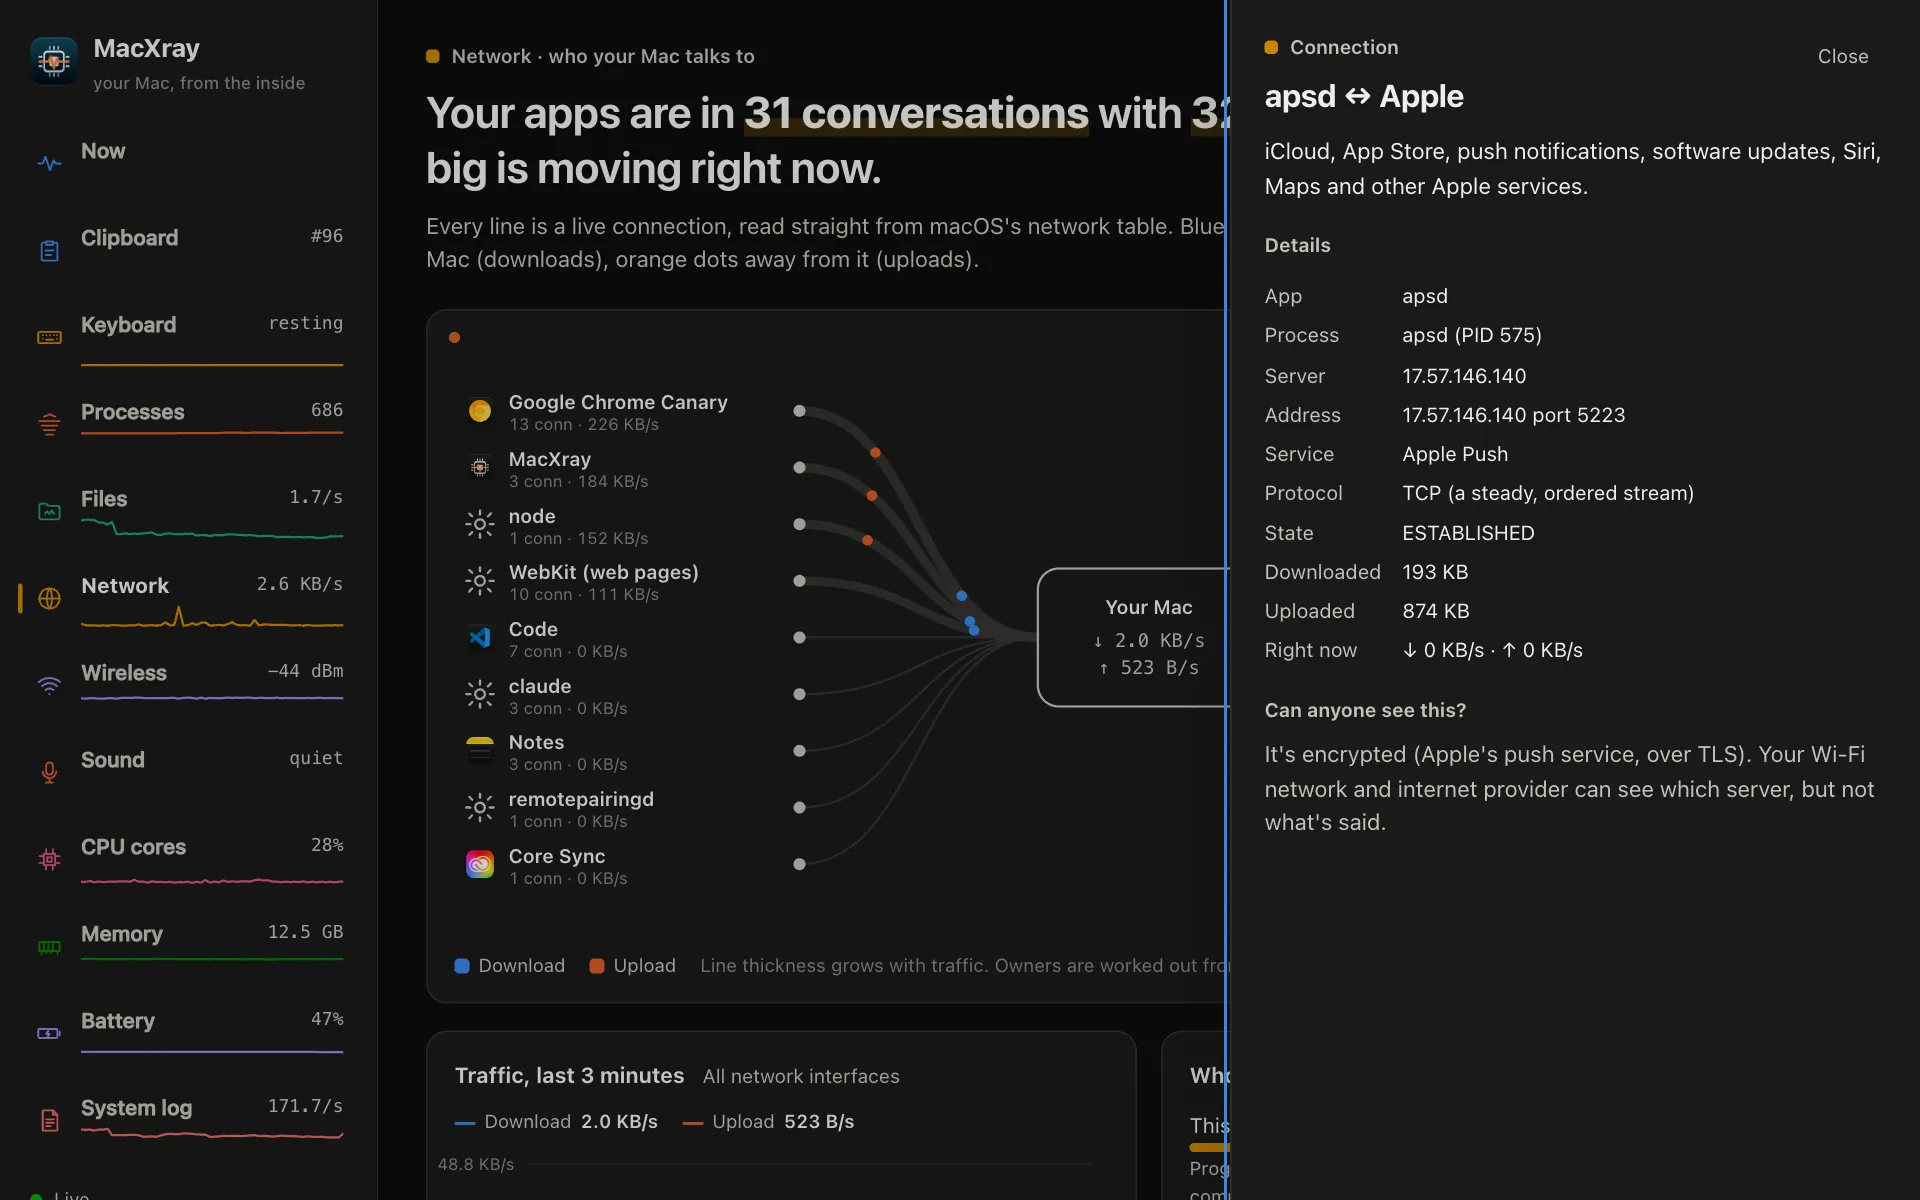 MacXray
your Mac, from the inside
Now
Clipboard #96
Keyboard resting
Processes 686
Files 1.7/s
Network 2.6 KB/s
Wireless −44 dBm
Sound quiet
CPU cores 28%
Memory 12.5 GB
Battery 47%
System log 171.7/s
Live
Network · who your Mac talks to
Your apps are in 31 conversations with 32
big is moving right now.
Every line is a live connection, read straight from macOS's network table. Blue
Mac (downloads), orange dots away from it (uploads).
Google Chrome Canary
13 conn · 226 KB/s
MacXray
3 conn · 184 KB/s
node
1 conn · 152 KB/s
WebKit (web pages)
10 conn · 111 KB/s
Code
7 conn · 0 KB/s
claude
3 conn · 0 KB/s
Notes
3 conn · 0 KB/s
remotepairingd
1 conn · 0 KB/s
Core Sync
1 conn · 0 KB/s
Your Mac
↓ 2.0 KB/s
↑ 523 B/s
Download Upload Line thickness grows with traffic. Owners are worked out
Traffic, last 3 minutes All network interfaces
Download 2.0 KB/s Upload 523 B/s
48.8 KB/s
This
Connection
Close
apsd ↔ Apple
iCloud, App Store, push notifications, software updates, Siri,
Maps and other Apple services.
Details
App apsd
Process apsd (PID 575)
Server 17.57.146.140
Address 17.57.146.140 port 5223
Service Apple Push
Protocol TCP (a steady, ordered stream)
State ESTABLISHED
Downloaded 193 KB
Uploaded 874 KB
Right now ↓ 0 KB/s · ↑ 0 KB/s
Can anyone see this?
It's encrypted (Apple's push service, over TLS). Your Wi-Fi
network and internet provider can see which server, but not
what's said.